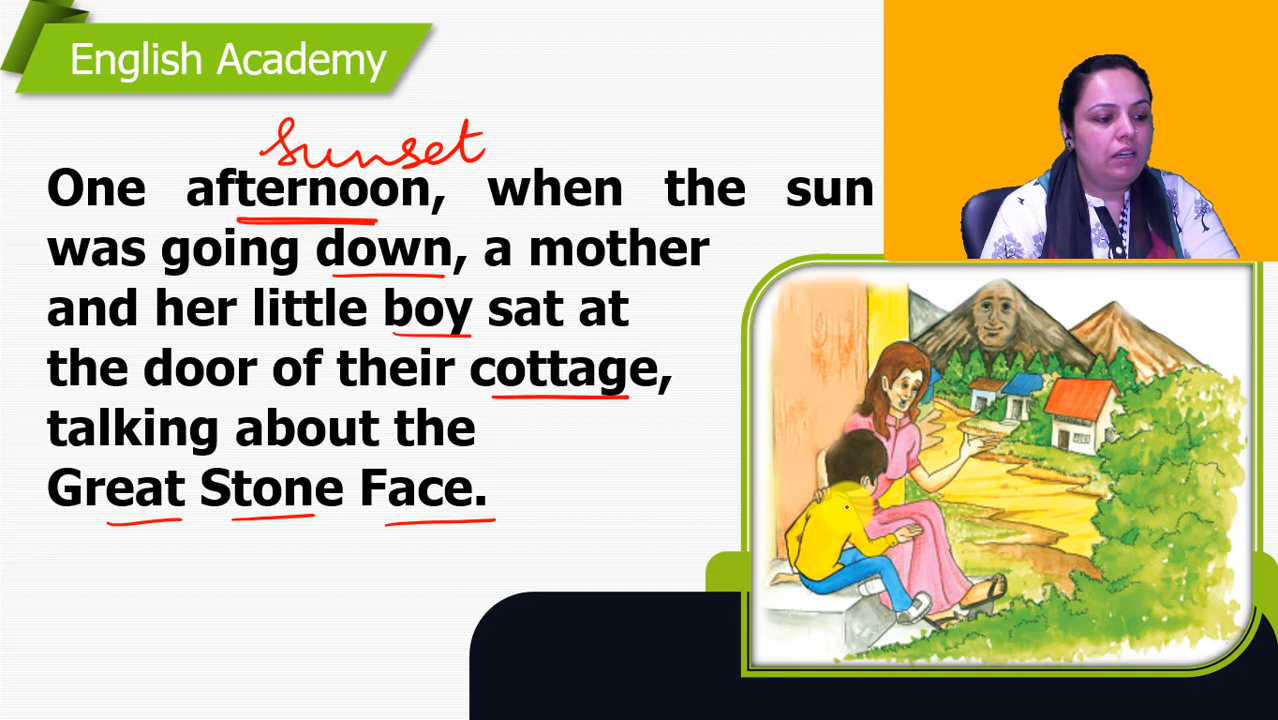 English Academy
sunset
One afternoon, when the sun
was going down, a mother
and her little boy sat at
the door of their cottage,
talking about the
Great Stone Face.